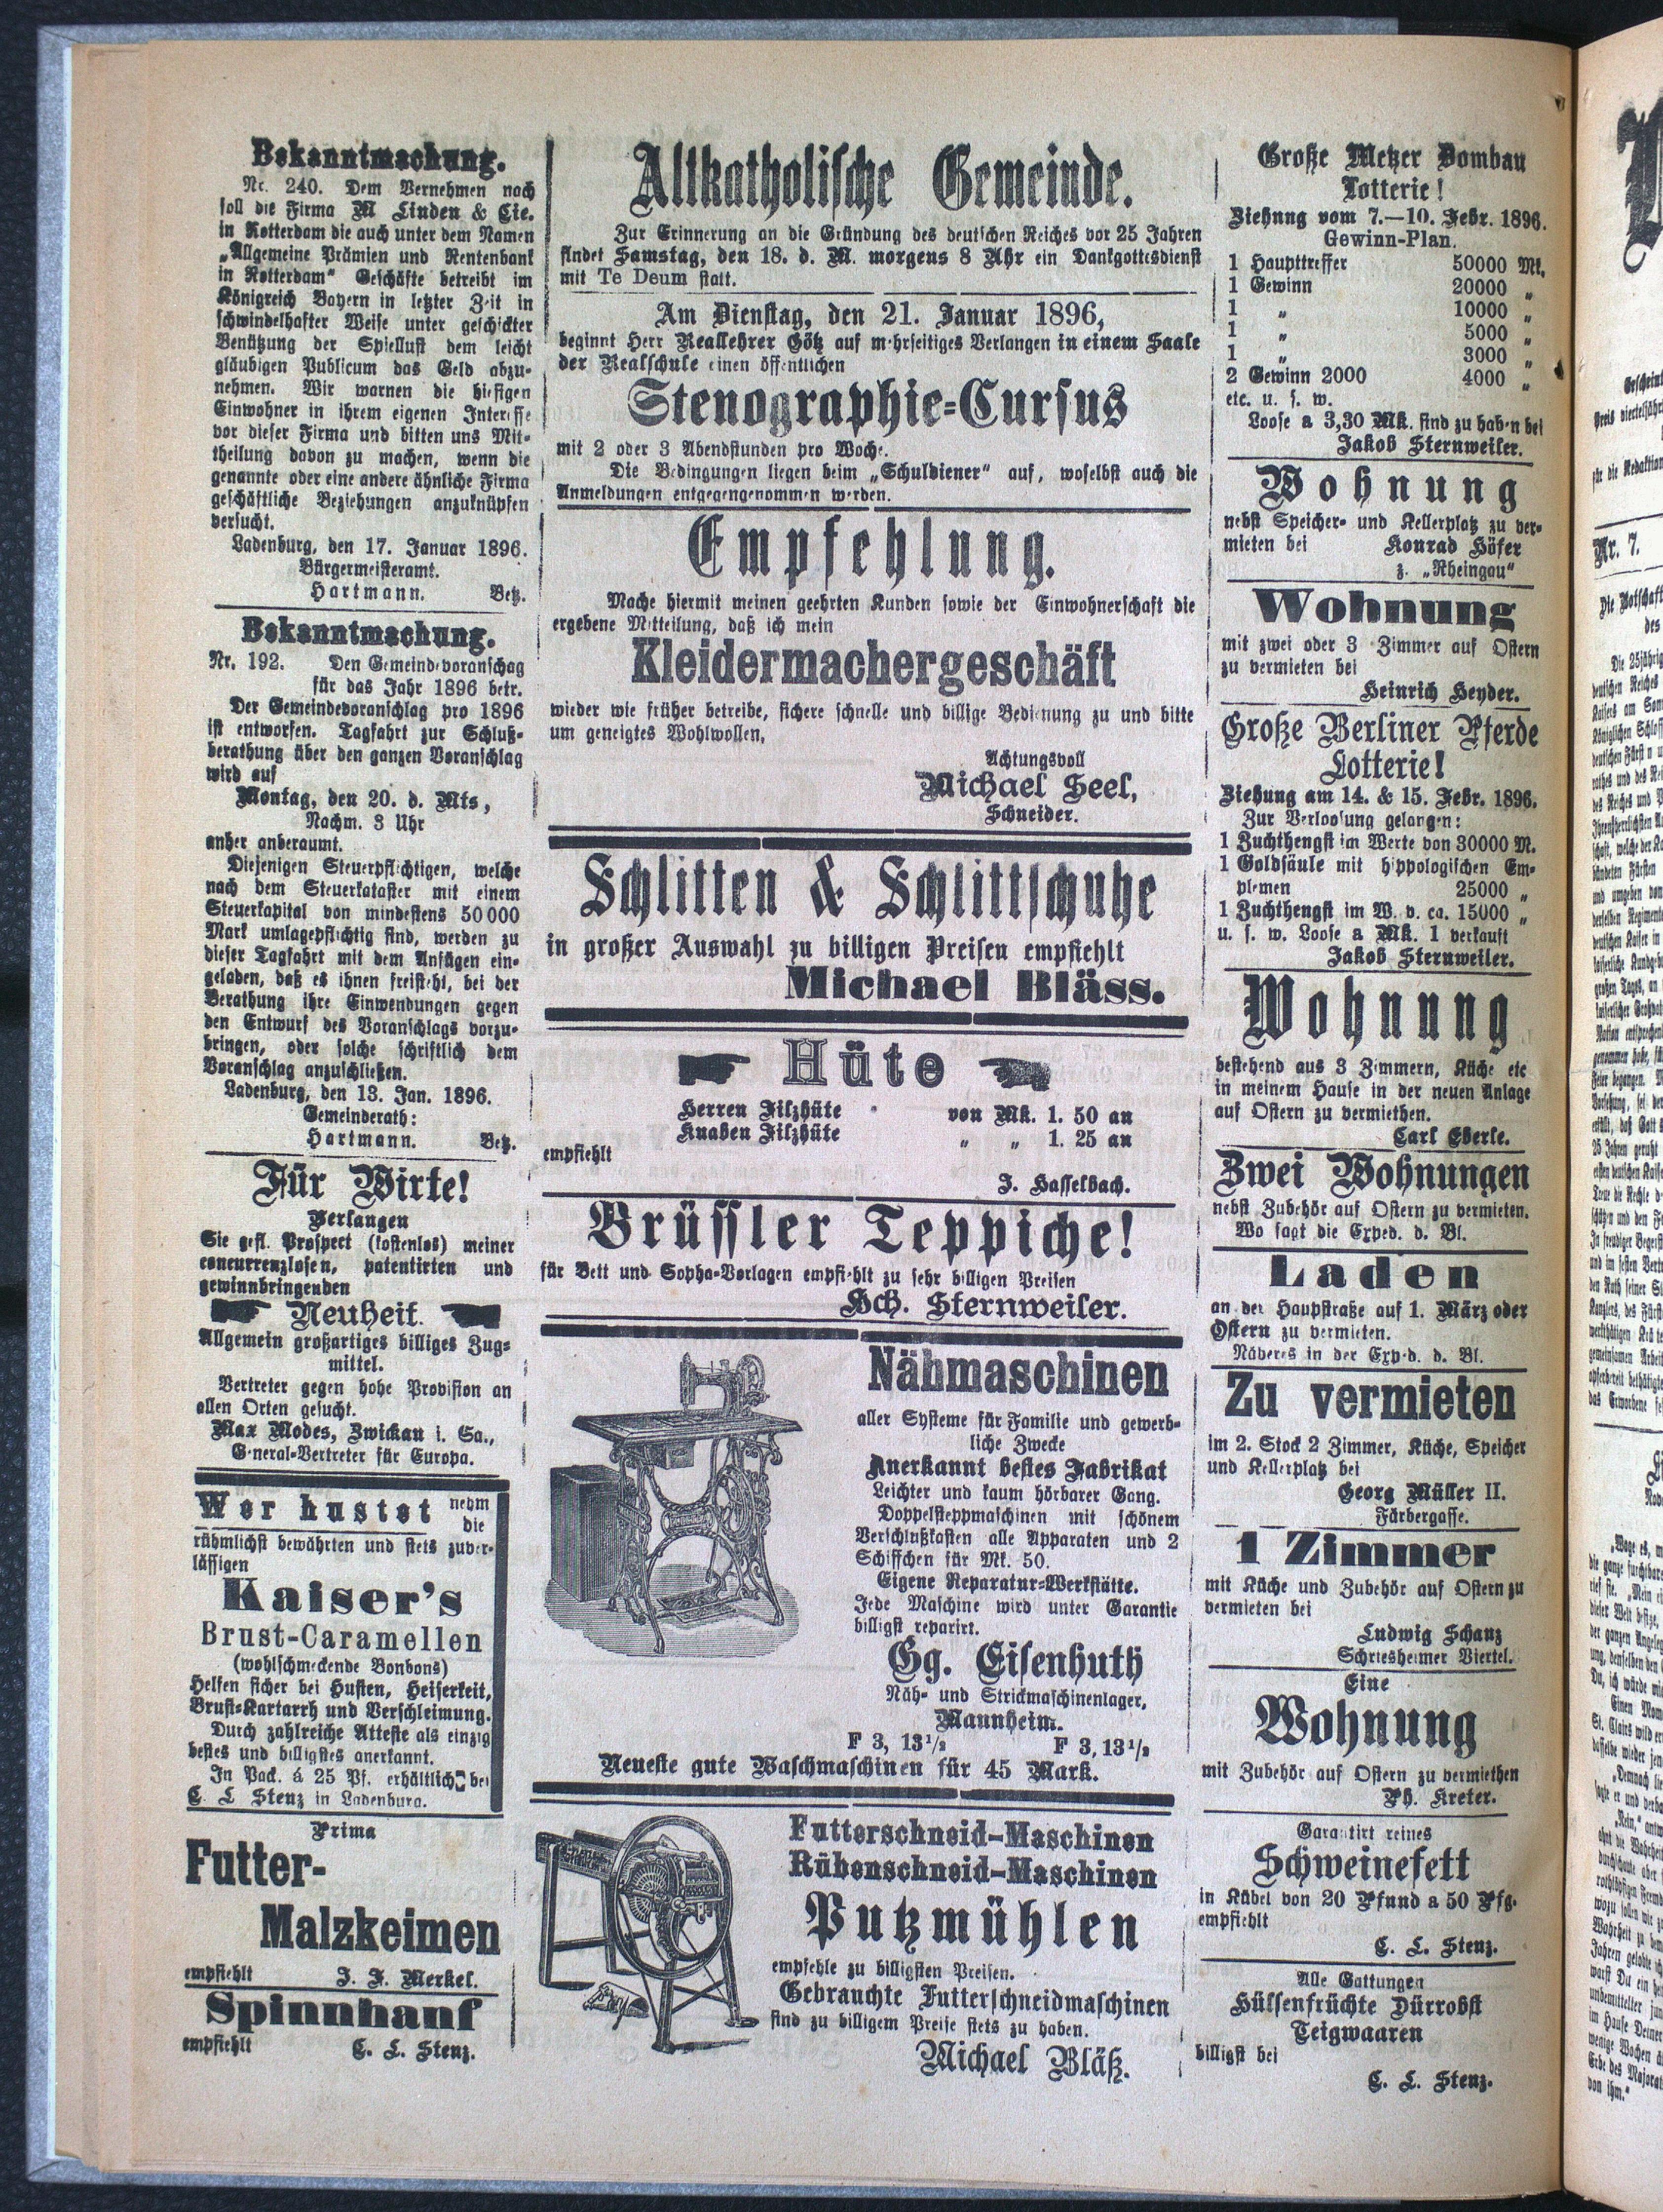 Bekanntmachung.
Nr. 240. Dem Vernehmen nach
soll die Firma M Linden & Cie.
in Rotterdam die auch unter dem Namen
„Allgemeine Prämien und Rentenbank
in Rotterdam“ Geschäfte betreibt im
Königreich Bayern in letzter Zeit in
schwindelhafter Weise unter geschickter
Benützung der Spiellust dem leicht
gläubigen Publicum das Geld abzu-
nehmen. Wir warnen die hiesigen
Einwohner in ihrem eigenen Interesse
vor dieser Firma und bitten uns Mit-
theilung davon zu machen, wenn die
genannte oder eine andere ähnliche Firma
geschäftliche Beziehungen anzuknüpfen
versucht.
Ladenburg, den 17. Januar 1896.
Bürgermeisteramt.
Hartmann. Betz.
Bekanntmachung.
Nr. 192. Den Gemeindevoranschag
für das Jahr 1896 betr.
Der Gemeindevoranschlag pro 1896
ist entworfen. Tagfahrt zur Schluß-
berathung über den ganzen Voranschlag
wird auf
Montag, den 20. d. Mts,
Nachm. 3 Uhr
anher anberaumt.
Diejenigen Steuerpflichtigen, welche
nach dem Steuerkataster mit einem
Steuerkapital von mindestens 50000
Mark umlagepflichtig sind, werden zu
dieser Tagfahrt mit dem Anfügen ein-
geladen, daß es ihnen freisteht, bei der
Berathung ihre Einwendungen gegen
den Entwurf des Voranschlags vorzu-
bringen, oder solche schriftlich dem
Voranschlag anzuschließen.
Ladenburg, den 13. Jan. 1896.
Gemeinderath:
Hartmann. Betz.
Für Wirte!
Verlangen
Sie gefl. Prospect (kostenlos) meiner
concurrenzlosen, patentirten und
gewinnbringenden
Neuheit.
Allgemein großartiges billiges Zug-
mittel.
Vertreter gegen hohe Provision an
allen Orten gesucht.
Max Modes, Zwickau i. Sa.,
General-Vertreter für Europa.
Wer hustet nehm
die
rühmlichst bewährten und stets zuver-
lässigen
Kaiser's
Brust-Caramellen
(wohlschmeckende Bonbons)
Helfen sicher bei Husten, Heiserkeit,
Brust-Kartarrh und Verschleimung.
Durch zahlreiche Atteste als einzig
bestes und billigstes anerkannt.
In Pack. á 25 Pf. erhältlich bei
C. L Stenz in Ladenburg.
Prima
Futter-
Malzkeimen
empfiehlt J. F. Merkel.
Spinnhanf
empfiehlt C. L. Stenz.
Altkatholische Gemeinde.
Zur Erinnerung an die Gründung des deutschen Reiches vor 25 Jahren
findet Samstag, den 18. d. M. morgens 8 Uhr ein Dankgottesdienst
mit Te Deum statt.
Am Dienstag, den 21. Januar 1896,
beginnt Herr Reallehrer Götz auf mehrseitiges Verlangen in einem Saale
der Realschule einen öffentlichen
Stenographie-Cursus
mit 2 oder 3 Abendstunden pro Woche.
Die Bedingungen liegen beim „Schuldiener“ auf, woselbst auch die
Anmeldungen entgegengenommen werden.
Empfehlung.
Mache hiermit meinen geehrten Kunden sowie der Einwohnerschaft die
ergebene Mitteilung, daß ich mein
Kleidermachergeschäft
wieder wie früher betreibe, sichere schnelle und billige Bedienung zu und bitte
um geneigtes Wohlwollen,
Achtungsvoll
Michael Seel,
Schneider.
Schlitten & Schlittschuhe
in großer Auswahl zu billigen Preisen empfiehlt
Michael Bläss.
Hüte
Herren Filzhüte von Mk. 1. 50 an
Knaben Filzhüte „ „ 1. 25 an
empfiehlt
J. Hasselbach.
Brüssler Teppiche!
für Bett und Sopha-Vorlagen empfiehlt zu sehr billigen Preisen
Hch. Sternweiler.
Nähmaschinen
aller Systeme für Familie und gewerb-
liche Zwecke
Anerkannt bestes Fabrikat
Leichter und kaum hörbarer Gang.
Doppelsteppmaschinen mit schönem
Verschlußkasten alle Apparaten und 2
Schiffchen für Mk. 50.
Eigene Reparatur-Werkstätte.
Jede Maschine wird unter Garantie
billigst reparirt.
Gg. Eisenhuth
Näh- und Strickmaschinenlager,
Mannheim.
F 3, 13½ F 3, 13½
Neueste gute Waschmaschinen für 45 Mark.
Futterschneid-Maschinen
Rübenschneid-Maschinen
Putzmühlen
empfehle zu billigsten Preisen.
Gebrauchte Futterschneidmaschinen
sind zu billigem Preise stets zu haben.
Michael Bläß.
Große Metzer Dombau
Lotterie!
Ziehung vom 7.—10. Febr. 1896.
Gewinn-Plan.
1 Haupttreffer 50000 Mk.
1 Gewinn 20000 „
1 „ 10000 „
1 „ 5000 „
1 „ 3000 „
2 Gewinn 2000 4000 „
etc. u. s. w.
Loose a 3,30 Mk. sind zu haben bei
Jakob Sternweiler.
Wohnung
nebst Speicher- und Kellerplatz zu ver-
mieten bei Konrad Höfer
z. „Rheingau“
Wohnung
mit zwei oder 3 Zimmer auf Ostern
zu vermieten bei
Heinrich Heyder.
Große Berliner Pferde
Lotterie!
Ziehung am 14. & 15. Febr. 1896.
Zur Verloosung gelangen:
1 Zuchthengst im Werte von 30000 M.
1 Goldsäule mit hippologischen Em-
plemen 25000 „
1 Zuchthengst im W. v. ca. 15000 „
u. s. w. Loose a Mk. 1 verkauft
Jakob Sternweiler.
Wohnung
bestehend aus 3 Zimmern, Küche etc
in meinem Hause in der neuen Anlage
auf Ostern zu vermiethen.
Carl Eberle.
Zwei Wohnungen
nebst Zubehör auf Ostern zu vermieten.
Wo sagt die Exped. d. Bl.
Laden
an der Hauptstraße auf 1. März oder
Ostern zu vermieten.
Näheres in der Exped. d. Bl.
Zu vermieten
im 2. Stock 2 Zimmer, Küche, Speicher
und Kellerplatz bei
Georg Müller II.
Färbergasse.
1 Zimmer
mit Küche und Zubehör auf Ostern zu
vermieten bei
Ludwig Schanz
Schriesheimer Viertel.
Eine
Wohnung
mit Zubehör auf Ostern zu vermiethen
Ph. Kreter.
Garantirt reines
Schweinefett
in Kübel von 20 Pfund a 50 Pfg.
empfiehlt
C. L. Stenz.
Alle Gattungen
Hülsenfrüchte Dürrobst
Teigwaaren
billigst bei
C. L. Stenz.
Nr. 7.